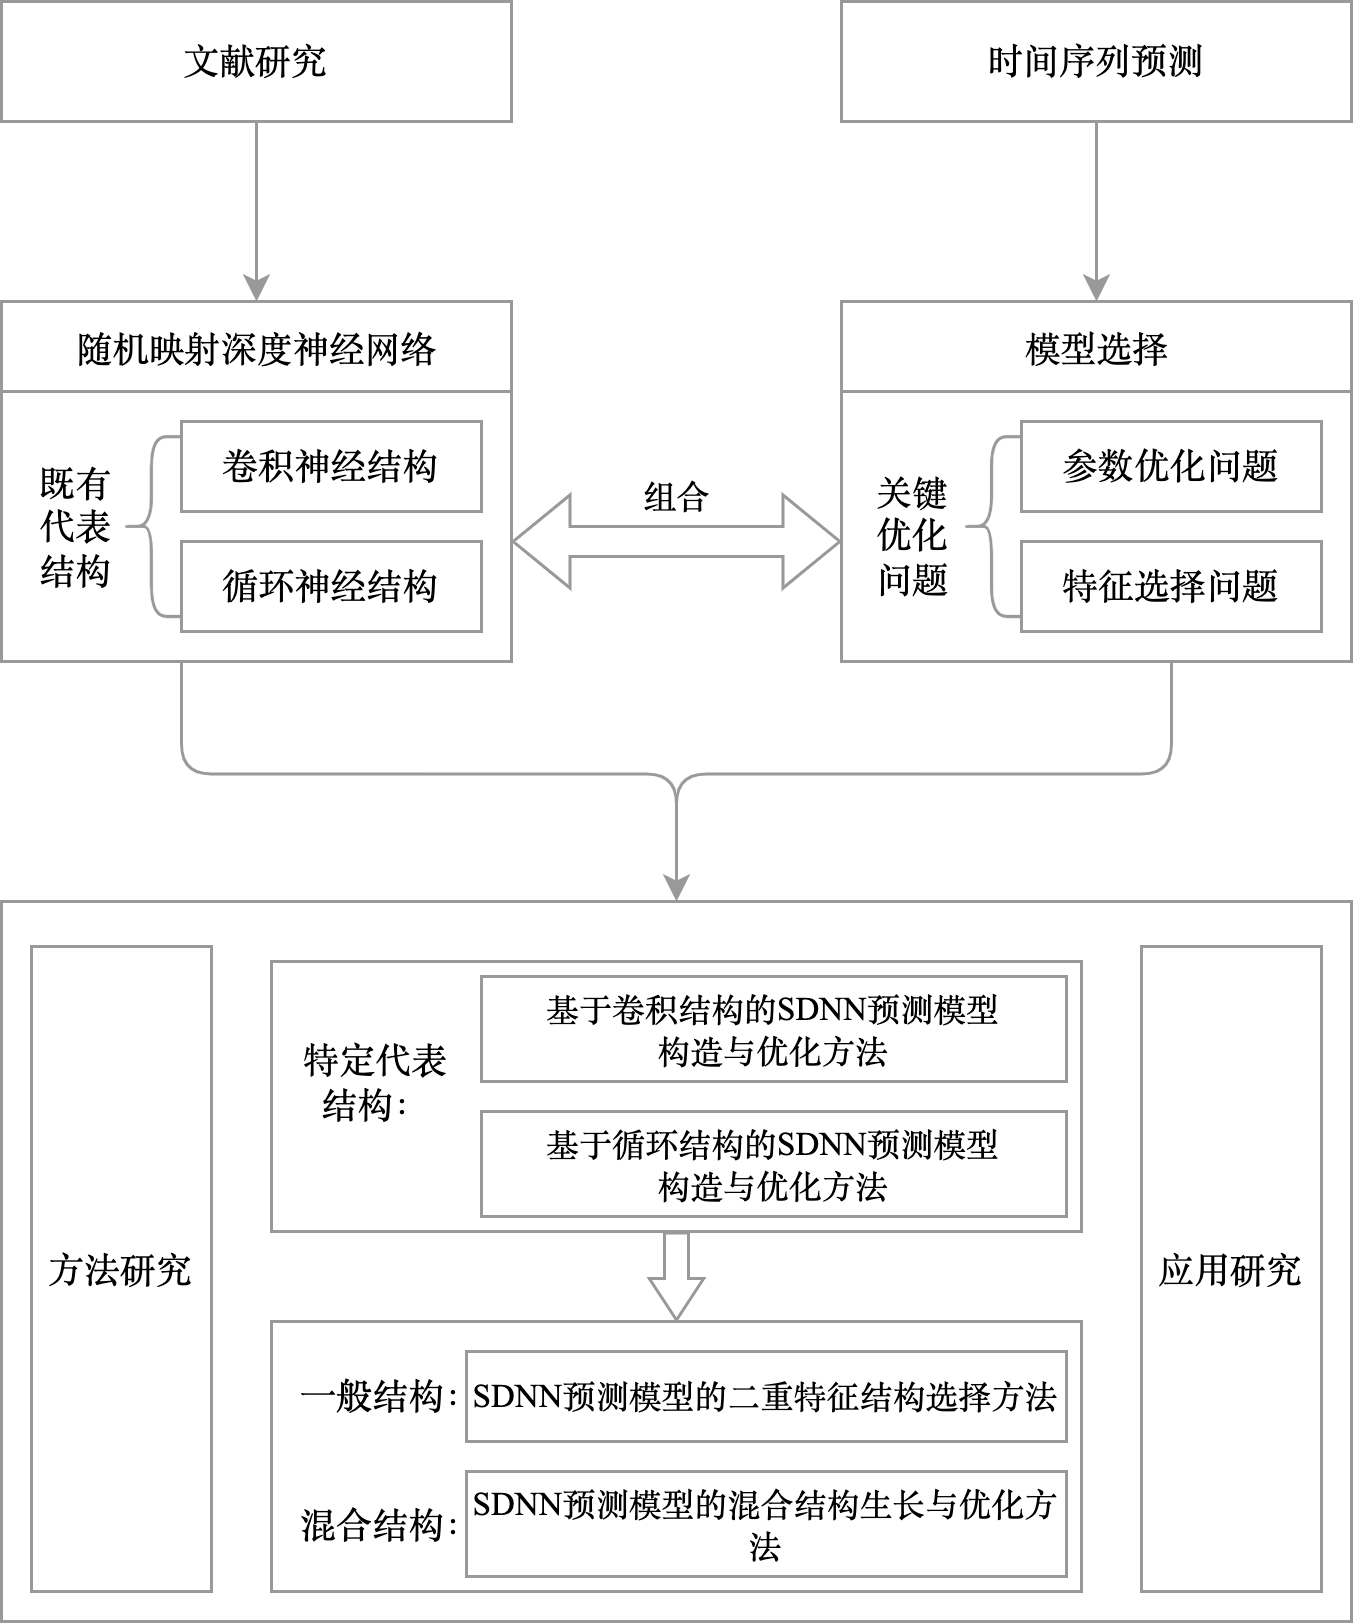 文献研究
时间序列预测
随机映射深度神经网络
模型选择
既有
代表
结构
卷积神经结构
循环神经结构
组合
关键
优化
问题
参数优化问题
特征选择问题
方法研究
特定代表
结构：
基于卷积结构的SDNN预测模型
构造与优化方法
基于循环结构的SDNN预测模型
构造与优化方法
一般结构：
SDNN预测模型的二重特征结构选择方法
混合结构：
SDNN预测模型的混合结构生长与优化方
法
应用研究